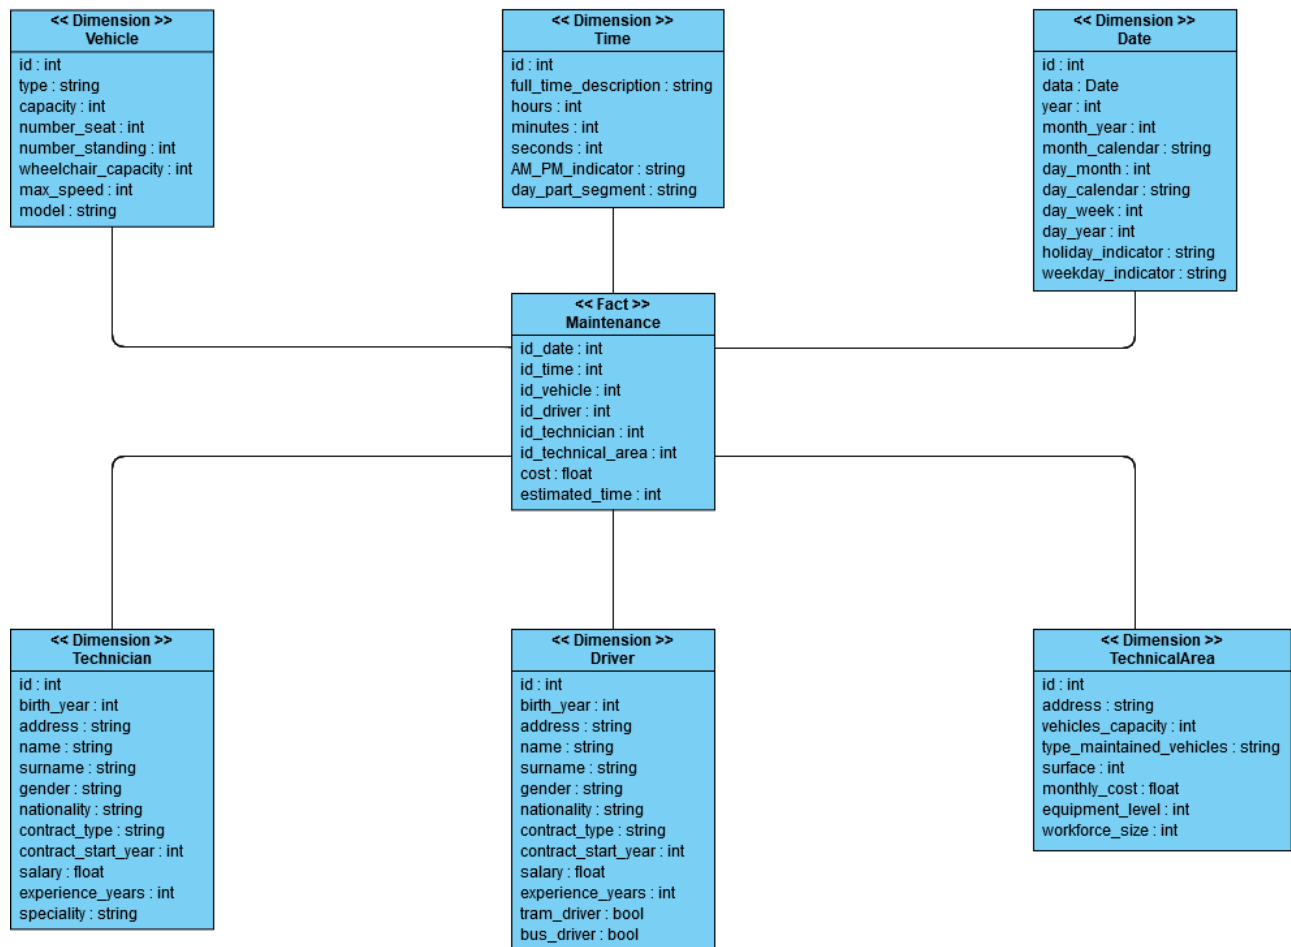 << Dimension >>
Vehicle
id : int
type : string
capacity : int
number_seat : int
number_standing : int
wheelchair_capacity : int
max_speed : int
model : string
<< Dimension >>
Time
id : int
full_time_description : string
hours : int
minutes : int
seconds : int
AM_PM_indicator : string
day_part_segment : string
<< Dimension >>
Date
id : int
data : Date
year : int
month_year : int
month_calendar : string
day_month : int
day_calendar : string
day_week : int
day_year : int
holiday_indicator : string
weekday_indicator : string
<< Fact >>
Maintenance
id_date : int
id_time : int
id_vehicle : int
id_driver : int
id_technician : int
id_technical_area : int
cost : float
estimated_time : int
<< Dimension >>
Technician
id : int
birth_year : int
address : string
name : string
surname : string
gender : string
nationality : string
contract_type : string
contract_start_year : int
salary : float
experience_years : int
speciality : string
<< Dimension >>
Driver
id : int
birth_year : int
address : string
name : string
surname : string
gender : string
nationality : string
contract_type : string
contract_start_year : int
salary : float
experience_years : int
tram_driver : bool
bus_driver : bool
<< Dimension >>
TechnicalArea
id : int
address : string
vehicles_capacity : int
type_maintained_vehicles : string
surface : int
monthly_cost : float
equipment_level : int
workforce_size : int